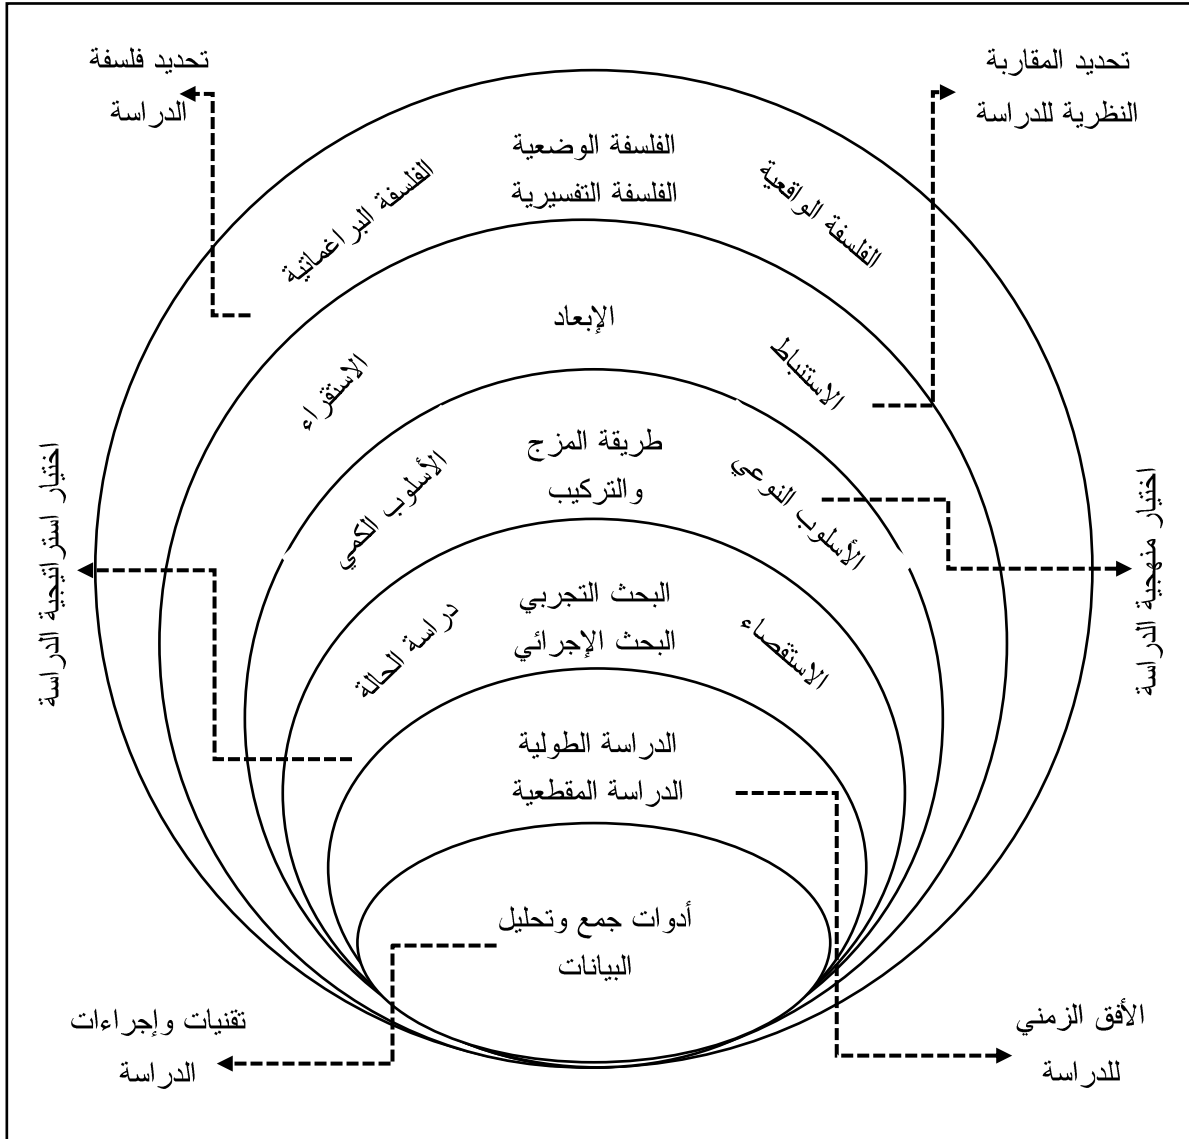 تحديد المقاربة
النظرية للدراسة
تحديد فلسفة
الدراسة
الفلسفة الوضعية
الفلسفة التفسيرية
الفلسفة الواقعية
الفلسفة البراغماتية
الإبعاد
الاستنباط
الاستقراء
طريقة المزج
والتركيب
الأسلوب النوعي
الأسلوب الكمي
اختيار منهجية الدراسة
اختيار استراتيجية الدراسة
البحث التجربي
البحث الإجرائي
الاستقصاء
دراسة الحالة
الدراسة الطولية
الدراسة المقطعية
أدوات جمع وتحليل
البيانات
الأفق الزمني
للدراسة
تقنيات وإجراءات
الدراسة